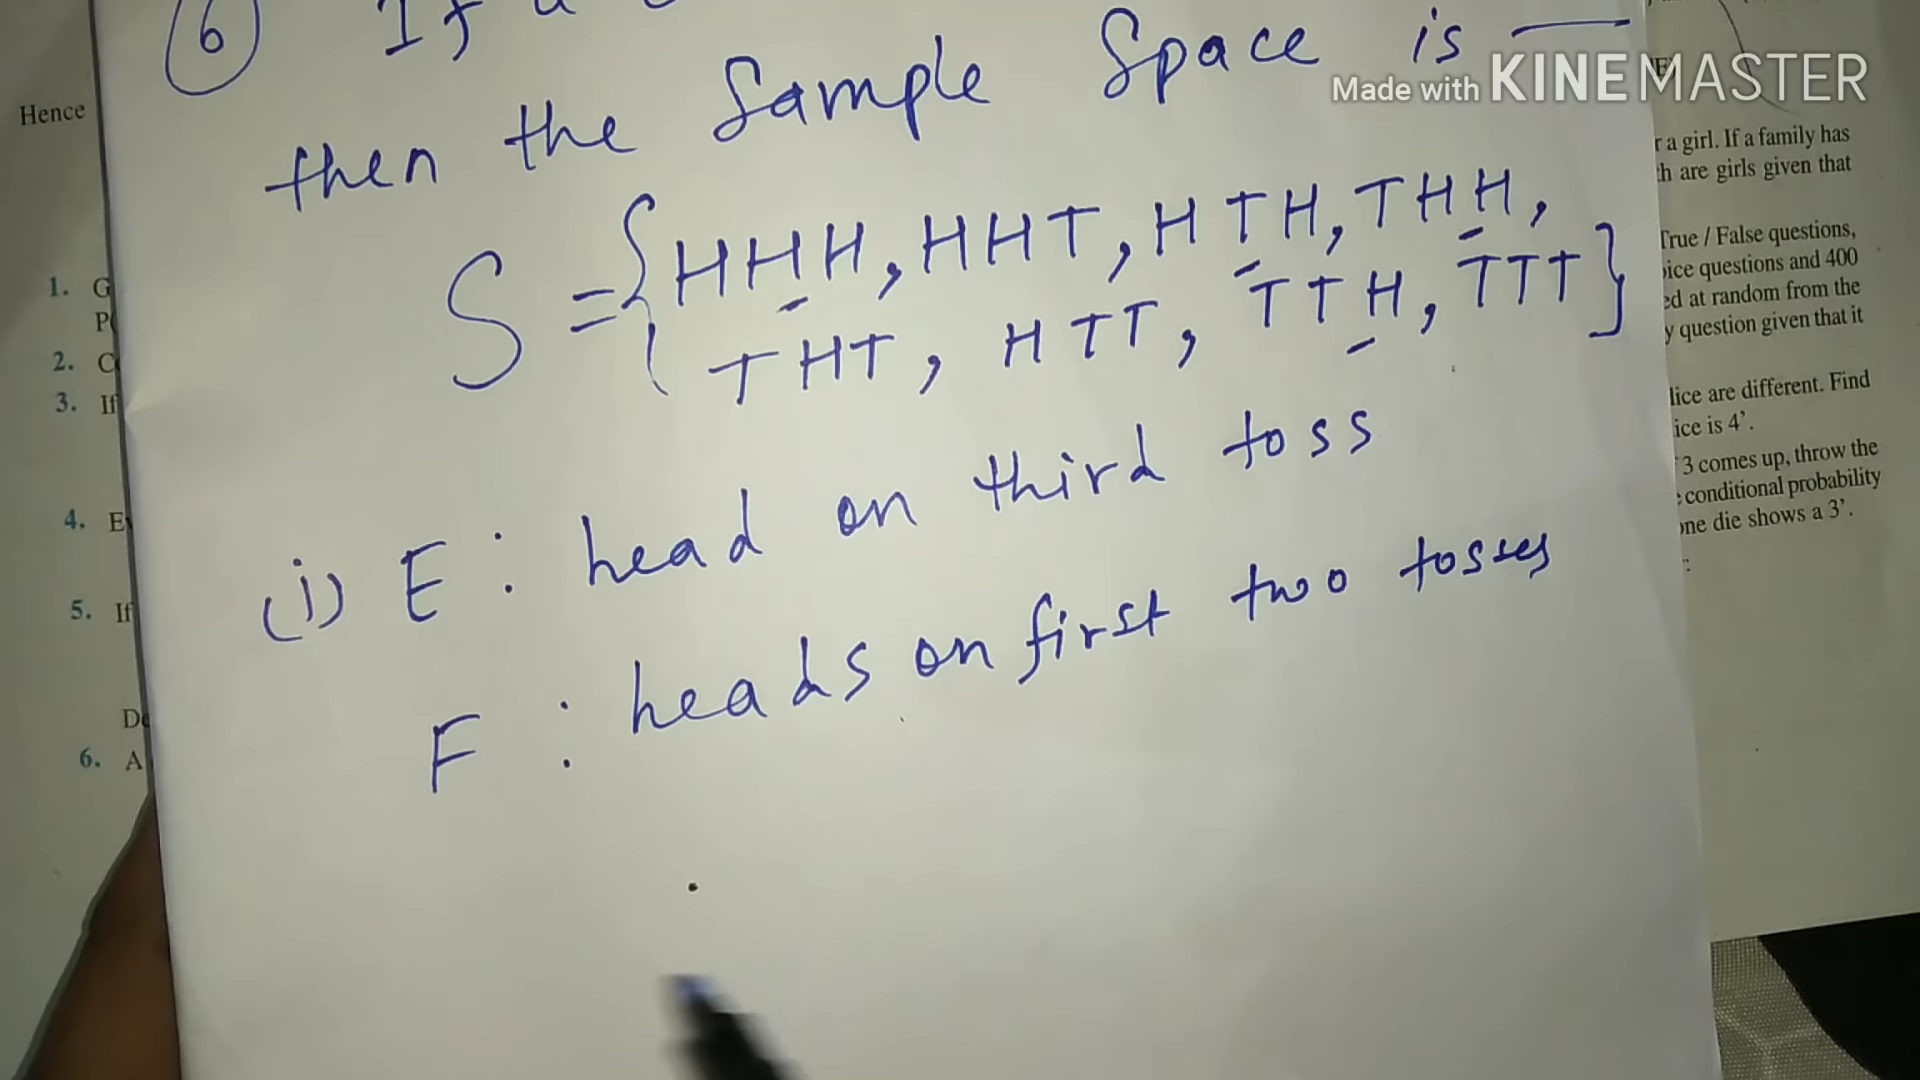 6 If a
then the Sample Space is —
Made with KINEMASTER
S = { HHH, HHT, HTH, THH,
THT, HTT, TTH, TTT }
(i) E : head on third toss
F : heads on first two tosses
Hence
1. G
2. C
3. If
4. E
5. If
6. A
r a girl. If a family has
h are girls given that
True / False questions,
ice questions and 400
ed at random from the
y question given that it
dice are different. Find
ice is 4'.
3 comes up, throw the
conditional probability
one die shows a 3'.